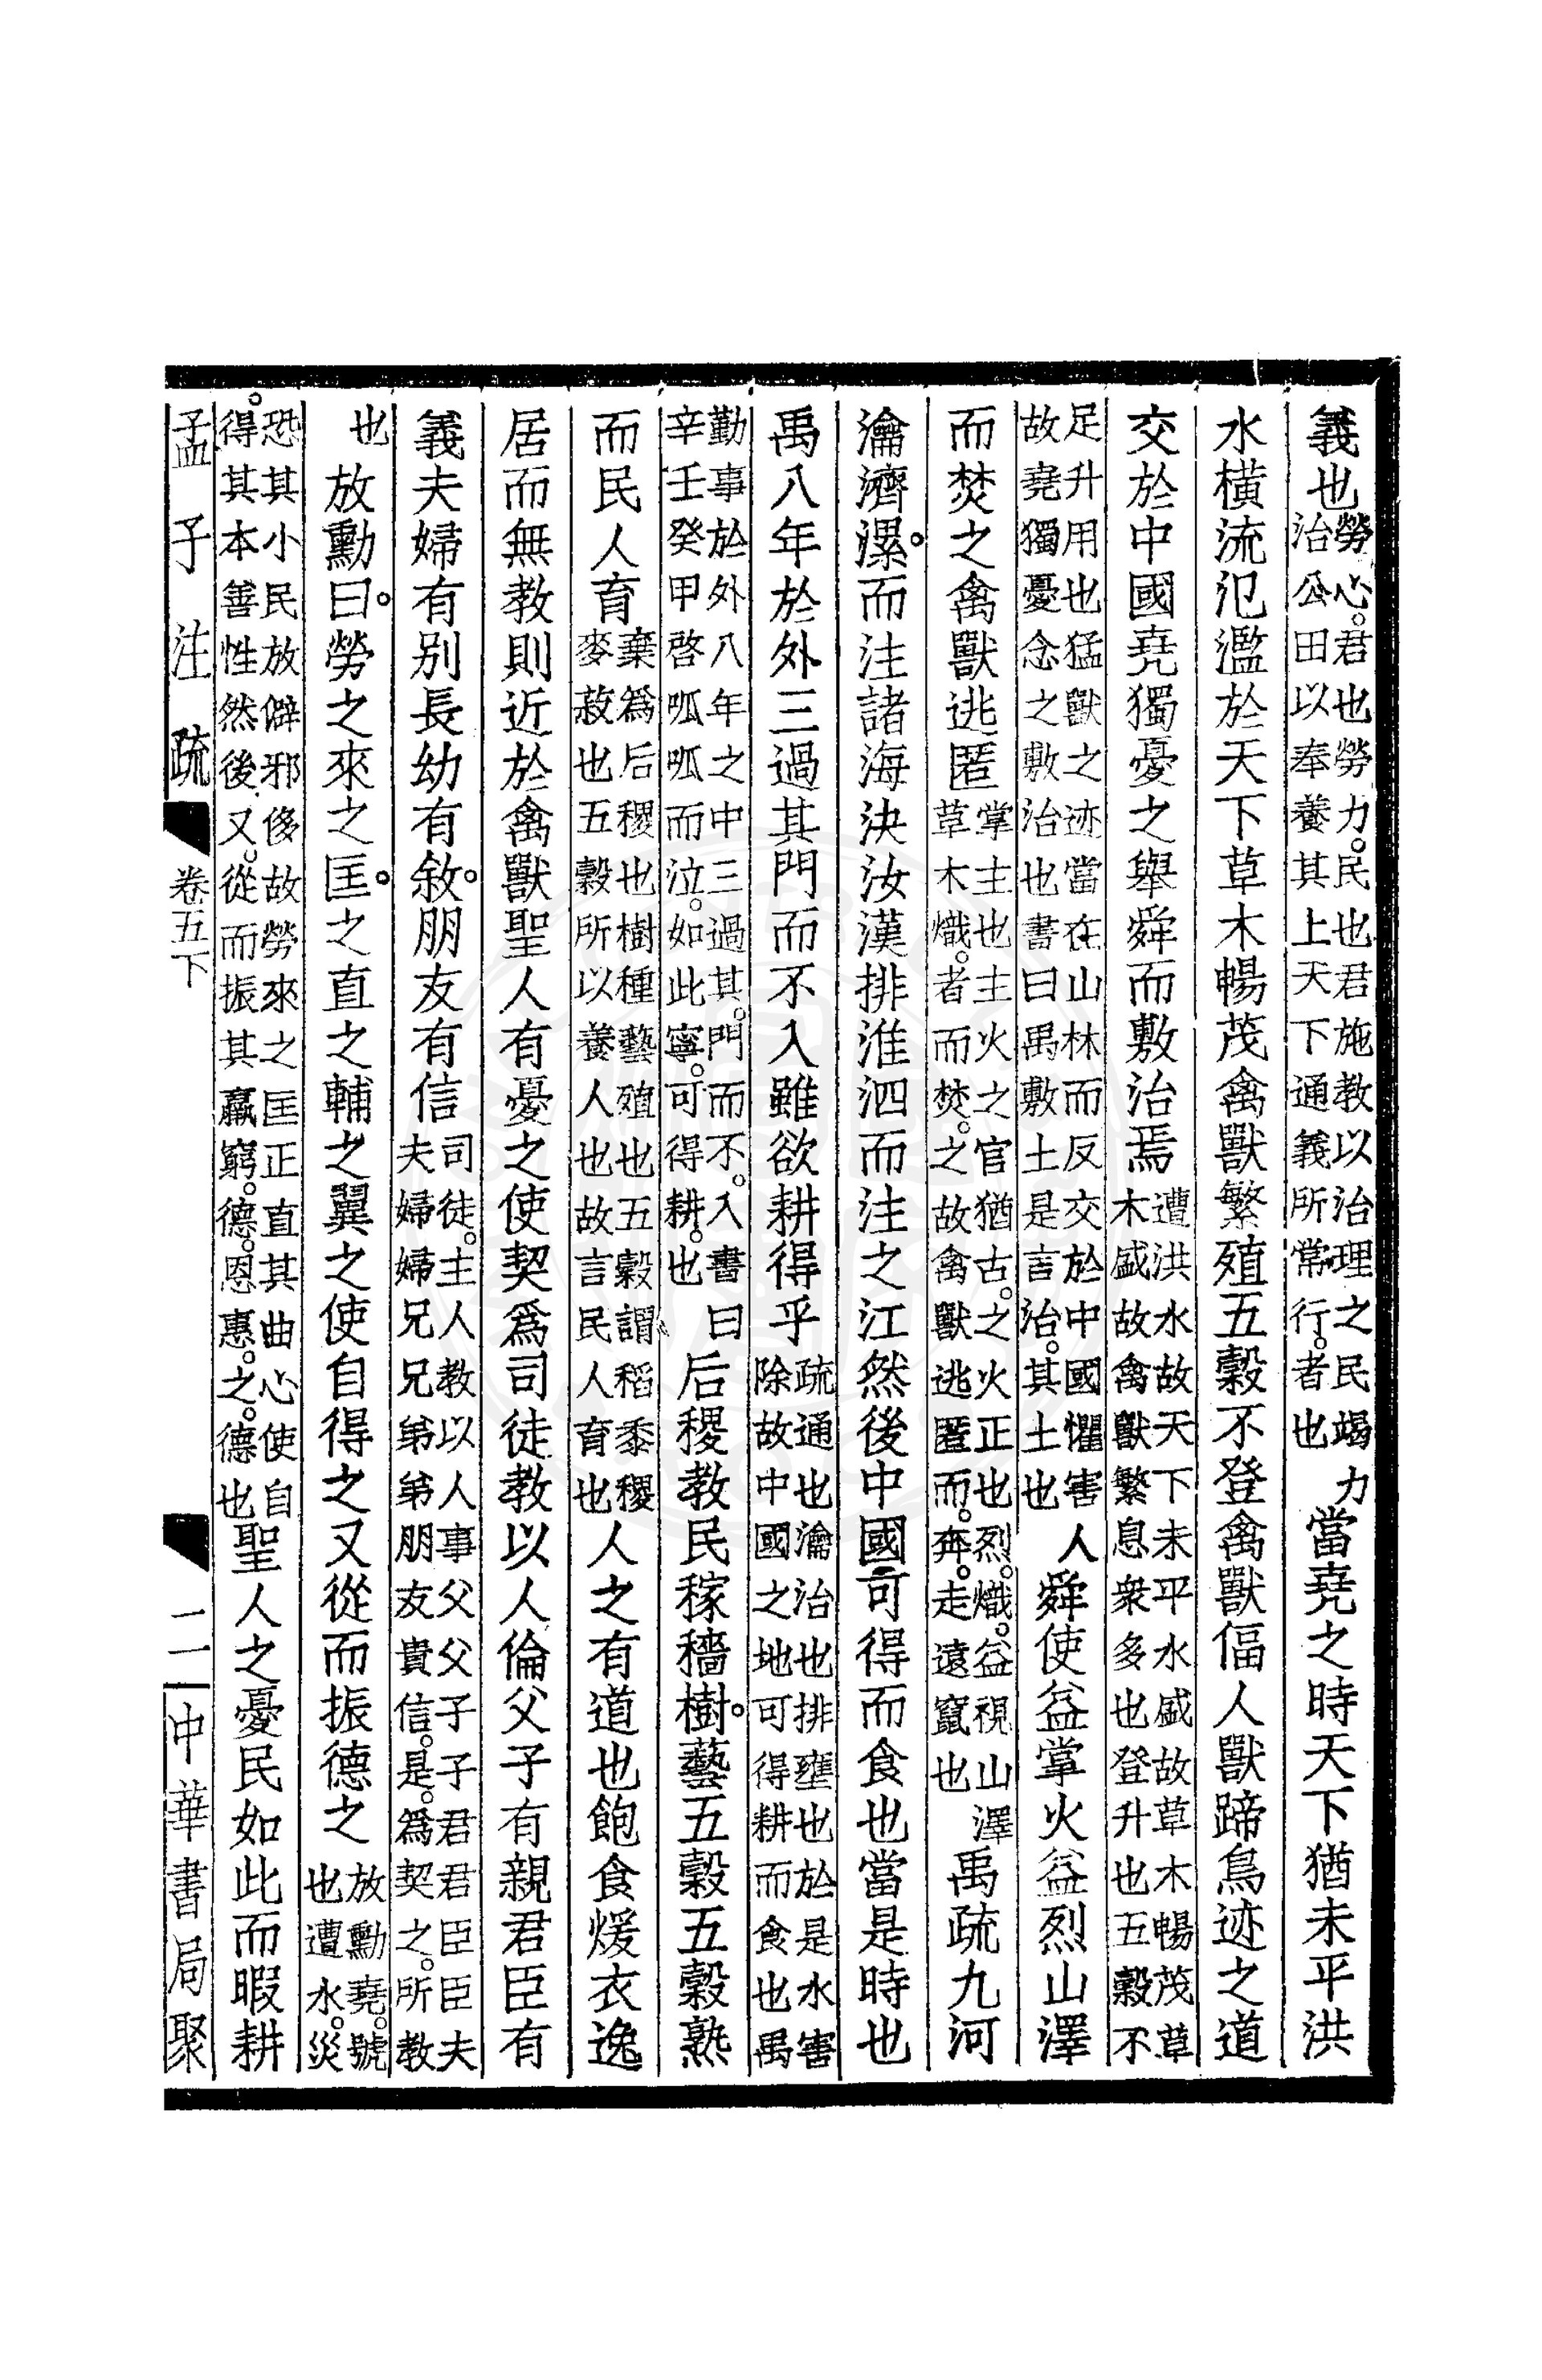 義也勞心君也勞力民也君施教以治理之民竭力治公田以奉養其上天下通義所常行者也當堯之時天下猶未平洪
水橫流氾濫於天下草木暢茂禽獸繁殖五穀不登禽獸偪人獸蹄鳥迹之道
交於中國堯獨憂之舉舜而敷治焉遭洪水故天下未平水盛故草木暢茂草木盛故禽獸繁息衆多也登升也五穀不
足升用也猛獸之迹當在山林而反交於中國懼害人故堯獨憂念之敷治也書曰禹敷土是言治其土也舜使益掌火益烈山澤
而焚之禽獸逃匿掌主也主火之官猶古之火正也烈熾益視山澤草木熾者而焚之故禽獸逃匿而奔走遠竄也禹疏九河
瀹濟漯而注諸海決汝漢排淮泗而注之江然後中國可得而食也當是時也
禹八年於外三過其門而不入雖欲耕得乎疏通也瀹治也排壅也於是水害除故中國之地可得耕而食也禹
勤事於外八年之中三過其門而不入書曰辛壬癸甲啓呱呱而泣如此寧可得耕也后稷教民稼穡樹藝五穀五穀熟
而民人育棄爲后稷也樹種藝殖也五穀謂稻黍稷麥菽也五穀所以養人也故言民人育也人之有道也飽食煖衣逸
居而無教則近於禽獸聖人有憂之使契爲司徒教以人倫父子有親君臣有
義夫婦有別長幼有敘朋友有信司徒主人教以人事父父子子君君臣臣夫夫婦婦兄兄弟弟朋友貴信是爲契之所教
也放勳曰勞之來之匡之直之輔之翼之使自得之又從而振德之放勳堯號也遭水災
恐其小民放僻邪侈故勞來之匡正直其曲心使自得其本善性然後又從而振其羸窮德恩惠之德也聖人之憂民如此而暇耕
孟子注疏 卷五下 二 中華書局聚